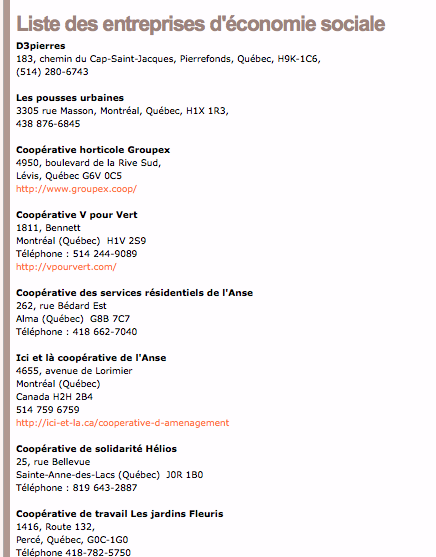 Liste des entreprises d'économie sociale
D3pierres
183, chemin du Cap-Saint-Jacques, Pierrefonds, Québec, H9K-1C6,
(514) 280-6743
Les pousses urbaines
3305 rue Masson, Montréal, Québec, H1X 1R3,
438 876-6845
Coopérative horticole Groupex
4950, boulevard de la Rive Sud,
Lévis, Québec G6V 0C5
http://www.groupex.coop/
Coopérative V pour Vert
1811, Bennett
Montréal (Québec)  H1V 2S9
Téléphone : 514 244-9089
http://vpourvert.com/
Coopérative des services résidentiels de l'Anse
262, rue Bédard Est
Alma (Québec)  G8B 7C7
Téléphone : 418 662-7040
Ici et là coopérative de l'Anse
4655, avenue de Lorimier
Montréal (Québec)
Canada H2H 2B4
514 759 6759
http://ici-et-la.ca/cooperative-d-amenagement
Coopérative de solidarité Hélios
25, rue Bellevue
Sainte-Anne-des-Lacs (Québec)  J0R 1B0
Téléphone : 819 643-2887
Coopérative de travail Les jardins Fleuris
1416, Route 132,
Percé, Québec, G0C-1G0
Téléphone 418-782-5750